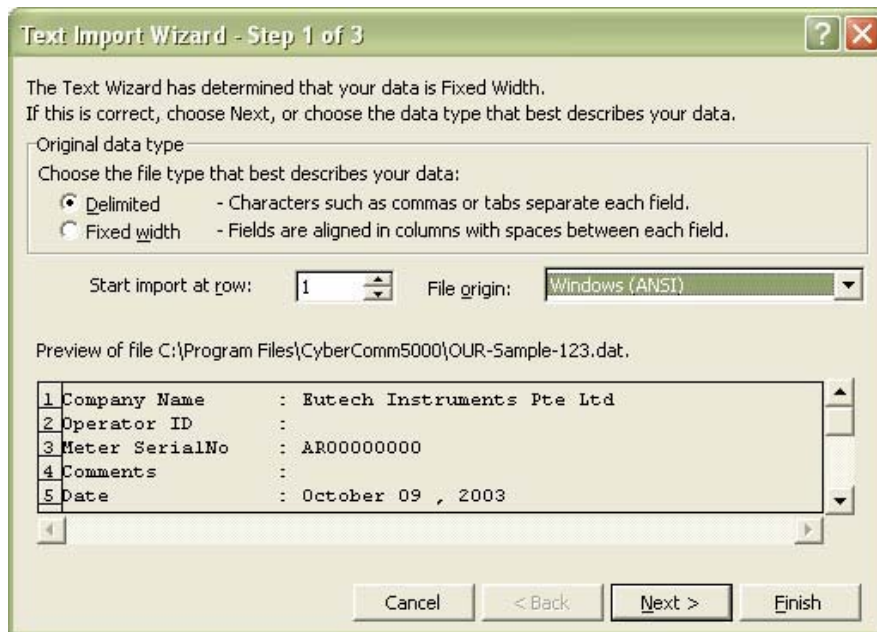 Text Import Wizard - Step 1 of 3
The Text Wizard has determined that your data is Fixed Width.
If this is correct, choose Next, or choose the data type that best describes your data.
Original data type
Choose the file type that best describes your data:
Delimited - Characters such as commas or tabs separate each field.
Fixed width - Fields are aligned in columns with spaces between each field.
Start import at row: 1 File origin: Windows (ANSI)
Preview of file C:\Program Files\CyberComm5000\OUR-Sample-123.dat.
1 Company Name : Eutech Instruments Pte Ltd
2 Operator ID :
3 Meter SerialNo : AR00000000
4 Comments :
5 Date : October 09 , 2003
Cancel < Back Next > Finish